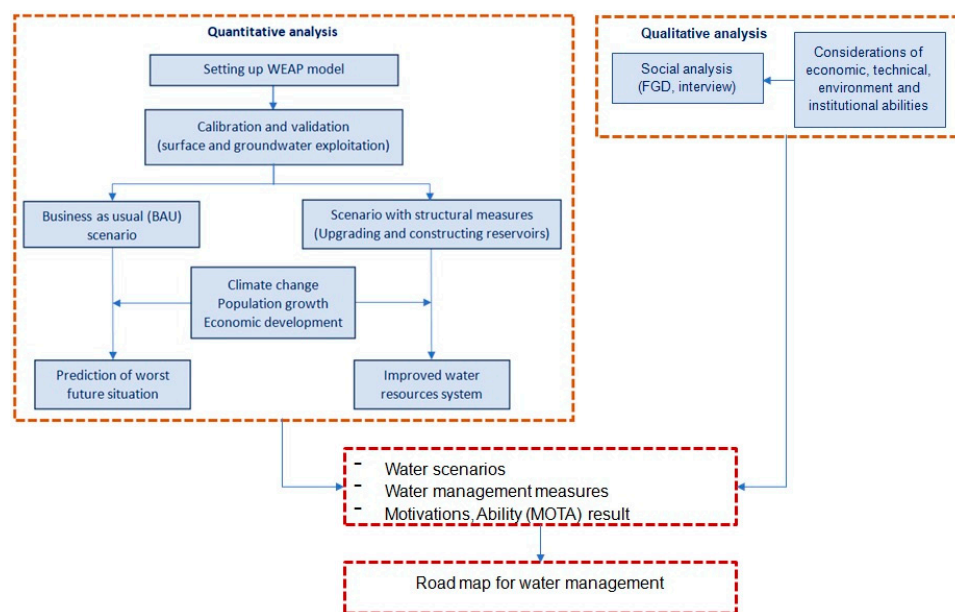 Quantitative analysis
Setting up WEAP model
Calibration and validation
(surface and groundwater exploitation)
Business as usual (BAU)
scenario
Scenario with structural measures
(Upgrading and constructing reservoirs)
Climate change
Population growth
Economic development
Prediction of worst
future situation
Improved water
resources system
Qualitative analysis
Social analysis
(FGD, interview)
Considerations of
economic, technical,
environment and
institutional abilities
- Water scenarios
- Water management measures
- Motivations, Ability (MOTA) result
Road map for water management